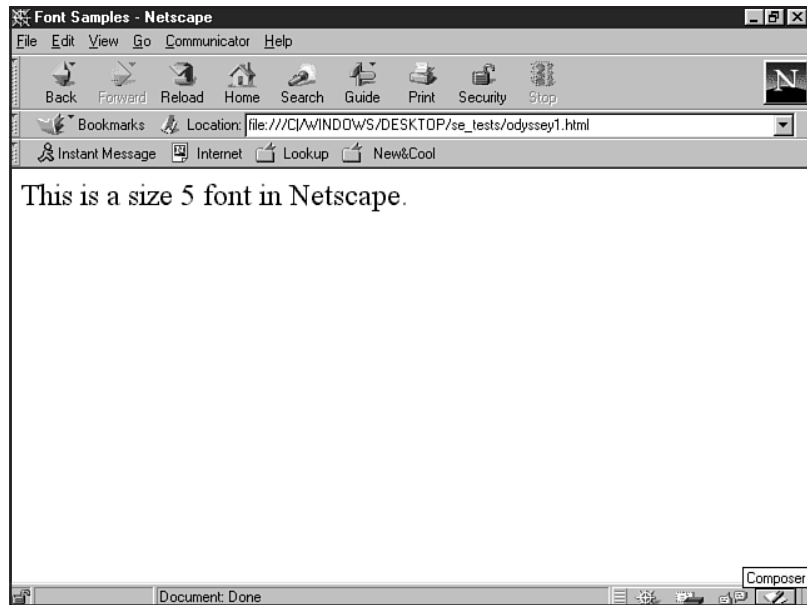 Font Samples - Netscape
File Edit View Go Communicator Help
Back Forward Reload Home Search Guide Print Security Stop
N
Bookmarks Location: file:///C|/WINDOWS/DESKTOP/se_tests/odyssey1.html
Instant Message Internet Lookup New&Cool
This is a size 5 font in Netscape.
Composer
Document: Done